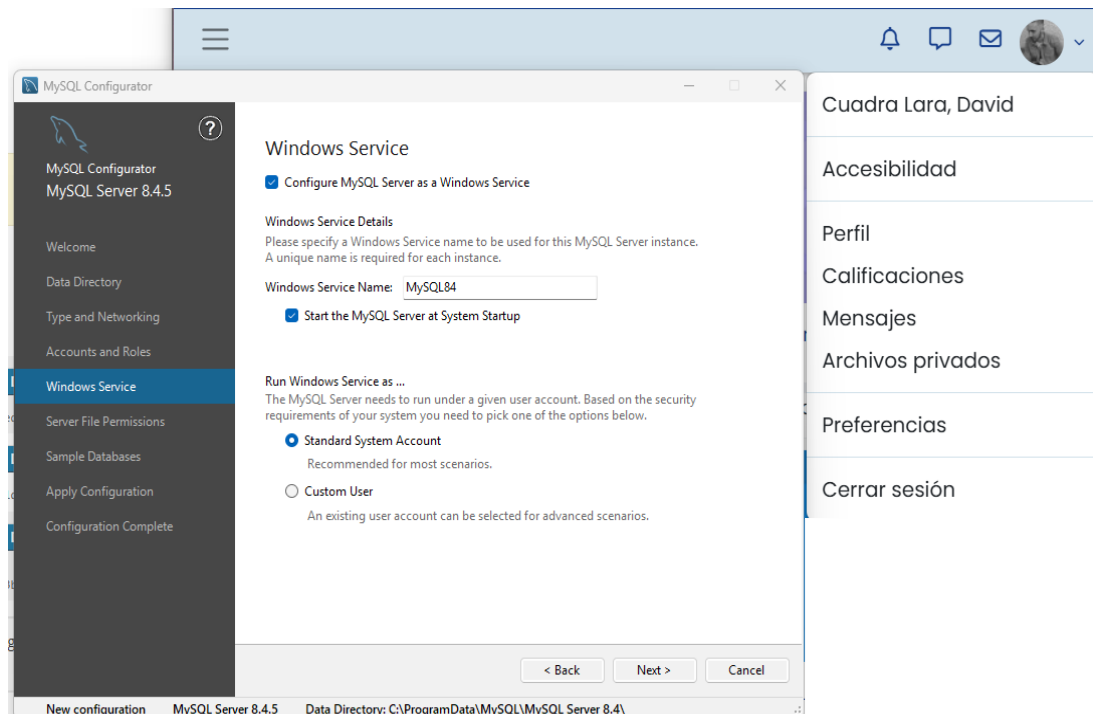 MySQL Configurator
?
MySQL Configurator
MySQL Server 8.4.5
Welcome
Data Directory
Type and Networking
Accounts and Roles
Windows Service
Server File Permissions
Sample Databases
Apply Configuration
Configuration Complete
Windows Service
Configure MySQL Server as a Windows Service
Windows Service Details
Please specify a Windows Service name to be used for this MySQL Server instance.
A unique name is required for each instance.
Windows Service Name: MySQL84
Start the MySQL Server at System Startup
Run Windows Service as ...
The MySQL Server needs to run under a given user account. Based on the security
requirements of your system you need to pick one of the options below.
Standard System Account
Recommended for most scenarios.
Custom User
An existing user account can be selected for advanced scenarios.
< Back Next > Cancel
New configuration MySQL Server 8.4.5 Data Directory: C:\ProgramData\MySQL\MySQL Server 8.4\
Cuadra Lara, David
Accesibilidad
Perfil
Calificaciones
Mensajes
Archivos privados
Preferencias
Cerrar sesión